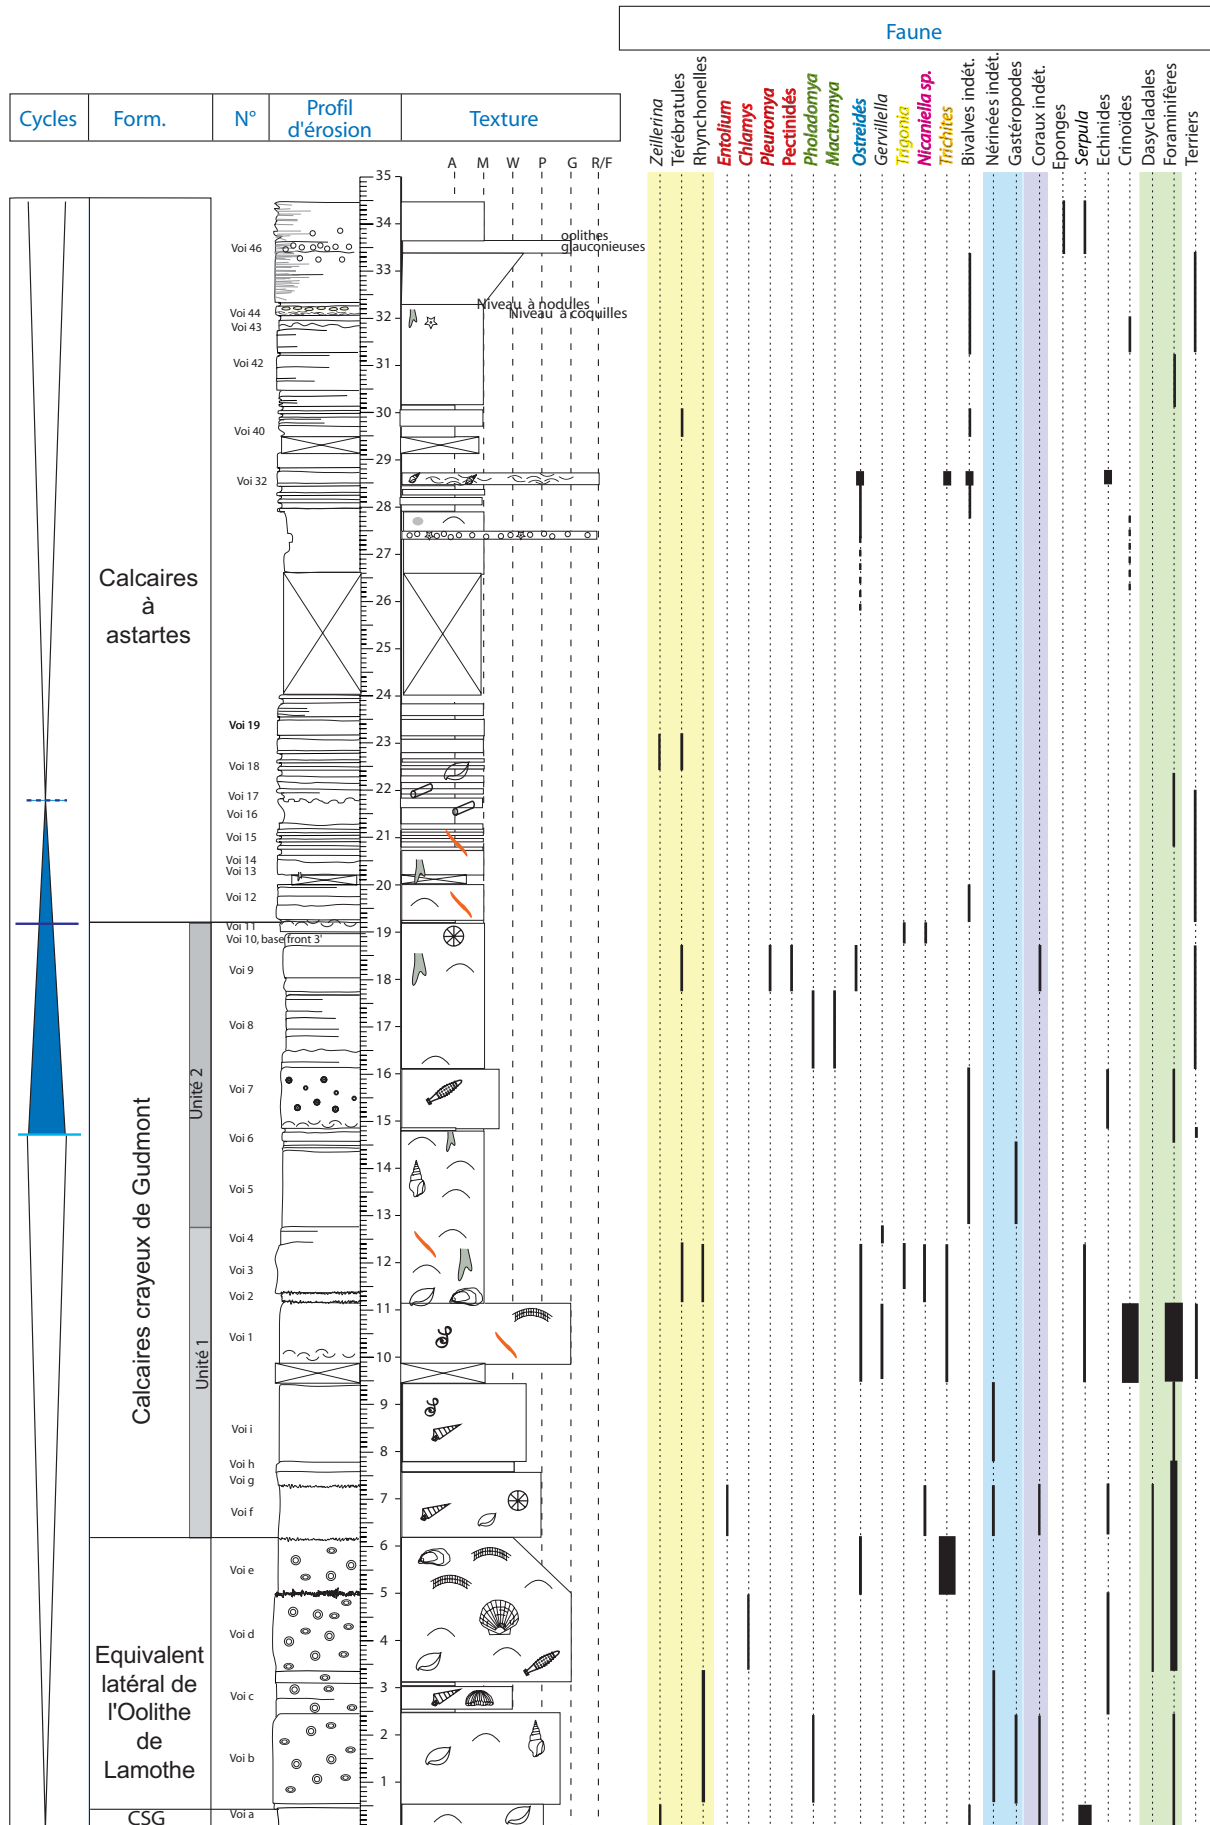 Faune
Cycles
Form.
N°
Profil
d'érosion
Texture
Zeillerina
Térébratules
Rhynchonelles
Entolium
Chlamys
Pleuromya
Pectinidés
Pholadomya
Mactromya
Ostreidés
Gervillella
Trigonia
Nicaniella sp.
Trichites
Bivalves indét.
Nérinées indét.
Gastéropodes
Coraux indét.
Eponges
Serpula
Echinides
Crinoides
Dasycladales
Foraminifères
Terriers
A
M
W
P
G
R/F
35
34
33
32
31
30
29
28
27
26
25
24
23
22
21
20
19
18
17
16
15
14
13
12
11
10
9
8
7
6
5
4
3
2
1
oolithes
glauconieuses
Niveau à nodules
Niveau à coquilles
Voi 46
Voi 44
Voi 43
Voi 42
Voi 40
Voi 32
Voi 19
Voi 18
Voi 17
Voi 16
Voi 15
Voi 14
Voi 13
Voi 12
Voi 11
Voi 10, base front 3'
Voi 9
Voi 8
Voi 7
Voi 6
Voi 5
Voi 4
Voi 3
Voi 2
Voi 1
Voi i
Voi h
Voi g
Voi f
Voi e
Voi d
Voi c
Voi b
Voi a
Calcaires
à
astartes
Calcaires crayeux de Gudmont
Unité 2
Unité 1
Equivalent
latéral de
l'Oolithe
de
Lamothe
CSG